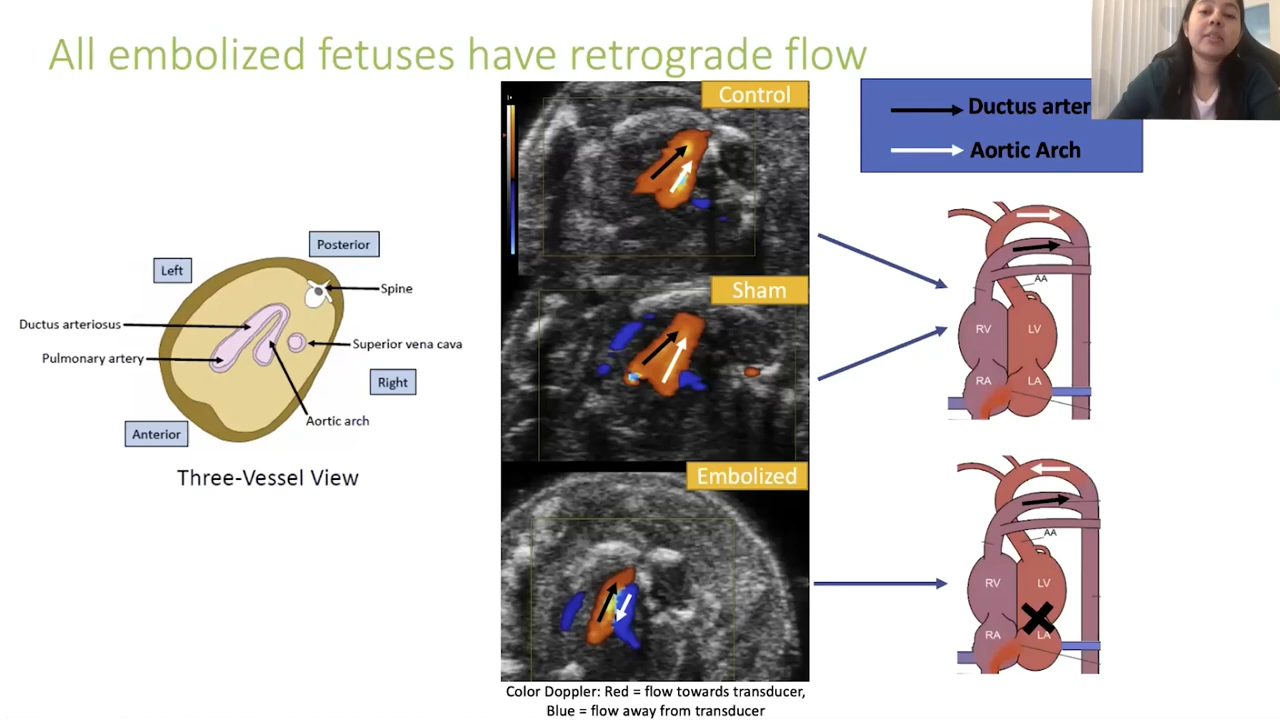 All embolized fetuses have retrograde flow
Posterior
Left
Spine
Ductus arteriosus
Superior vena cava
Pulmonary artery
Right
Aortic arch
Anterior
Three-Vessel View
Control
Sham
Embolized
Color Doppler: Red = flow towards transducer,
Blue = flow away from transducer
Ductus arter
Aortic Arch
AA
RV
LV
RA
LA
AA
RV
LV
RA
LA